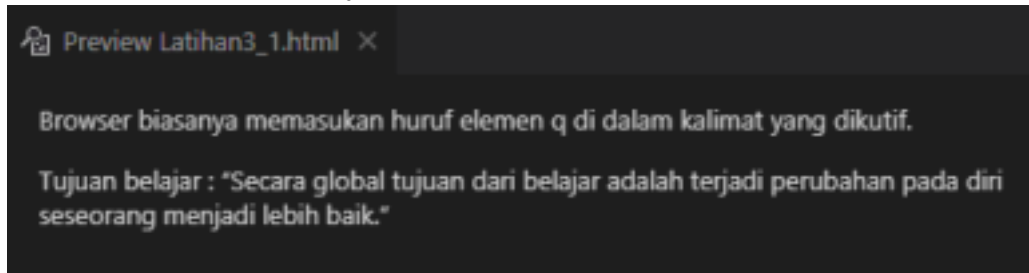 Preview Latihan3_1.html ×
Browser biasanya memasukan huruf elemen q di dalam kalimat yang dikutif.
Tujuan belajar : “Secara global tujuan dari belajar adalah terjadi perubahan pada diri
seseorang menjadi lebih baik.”